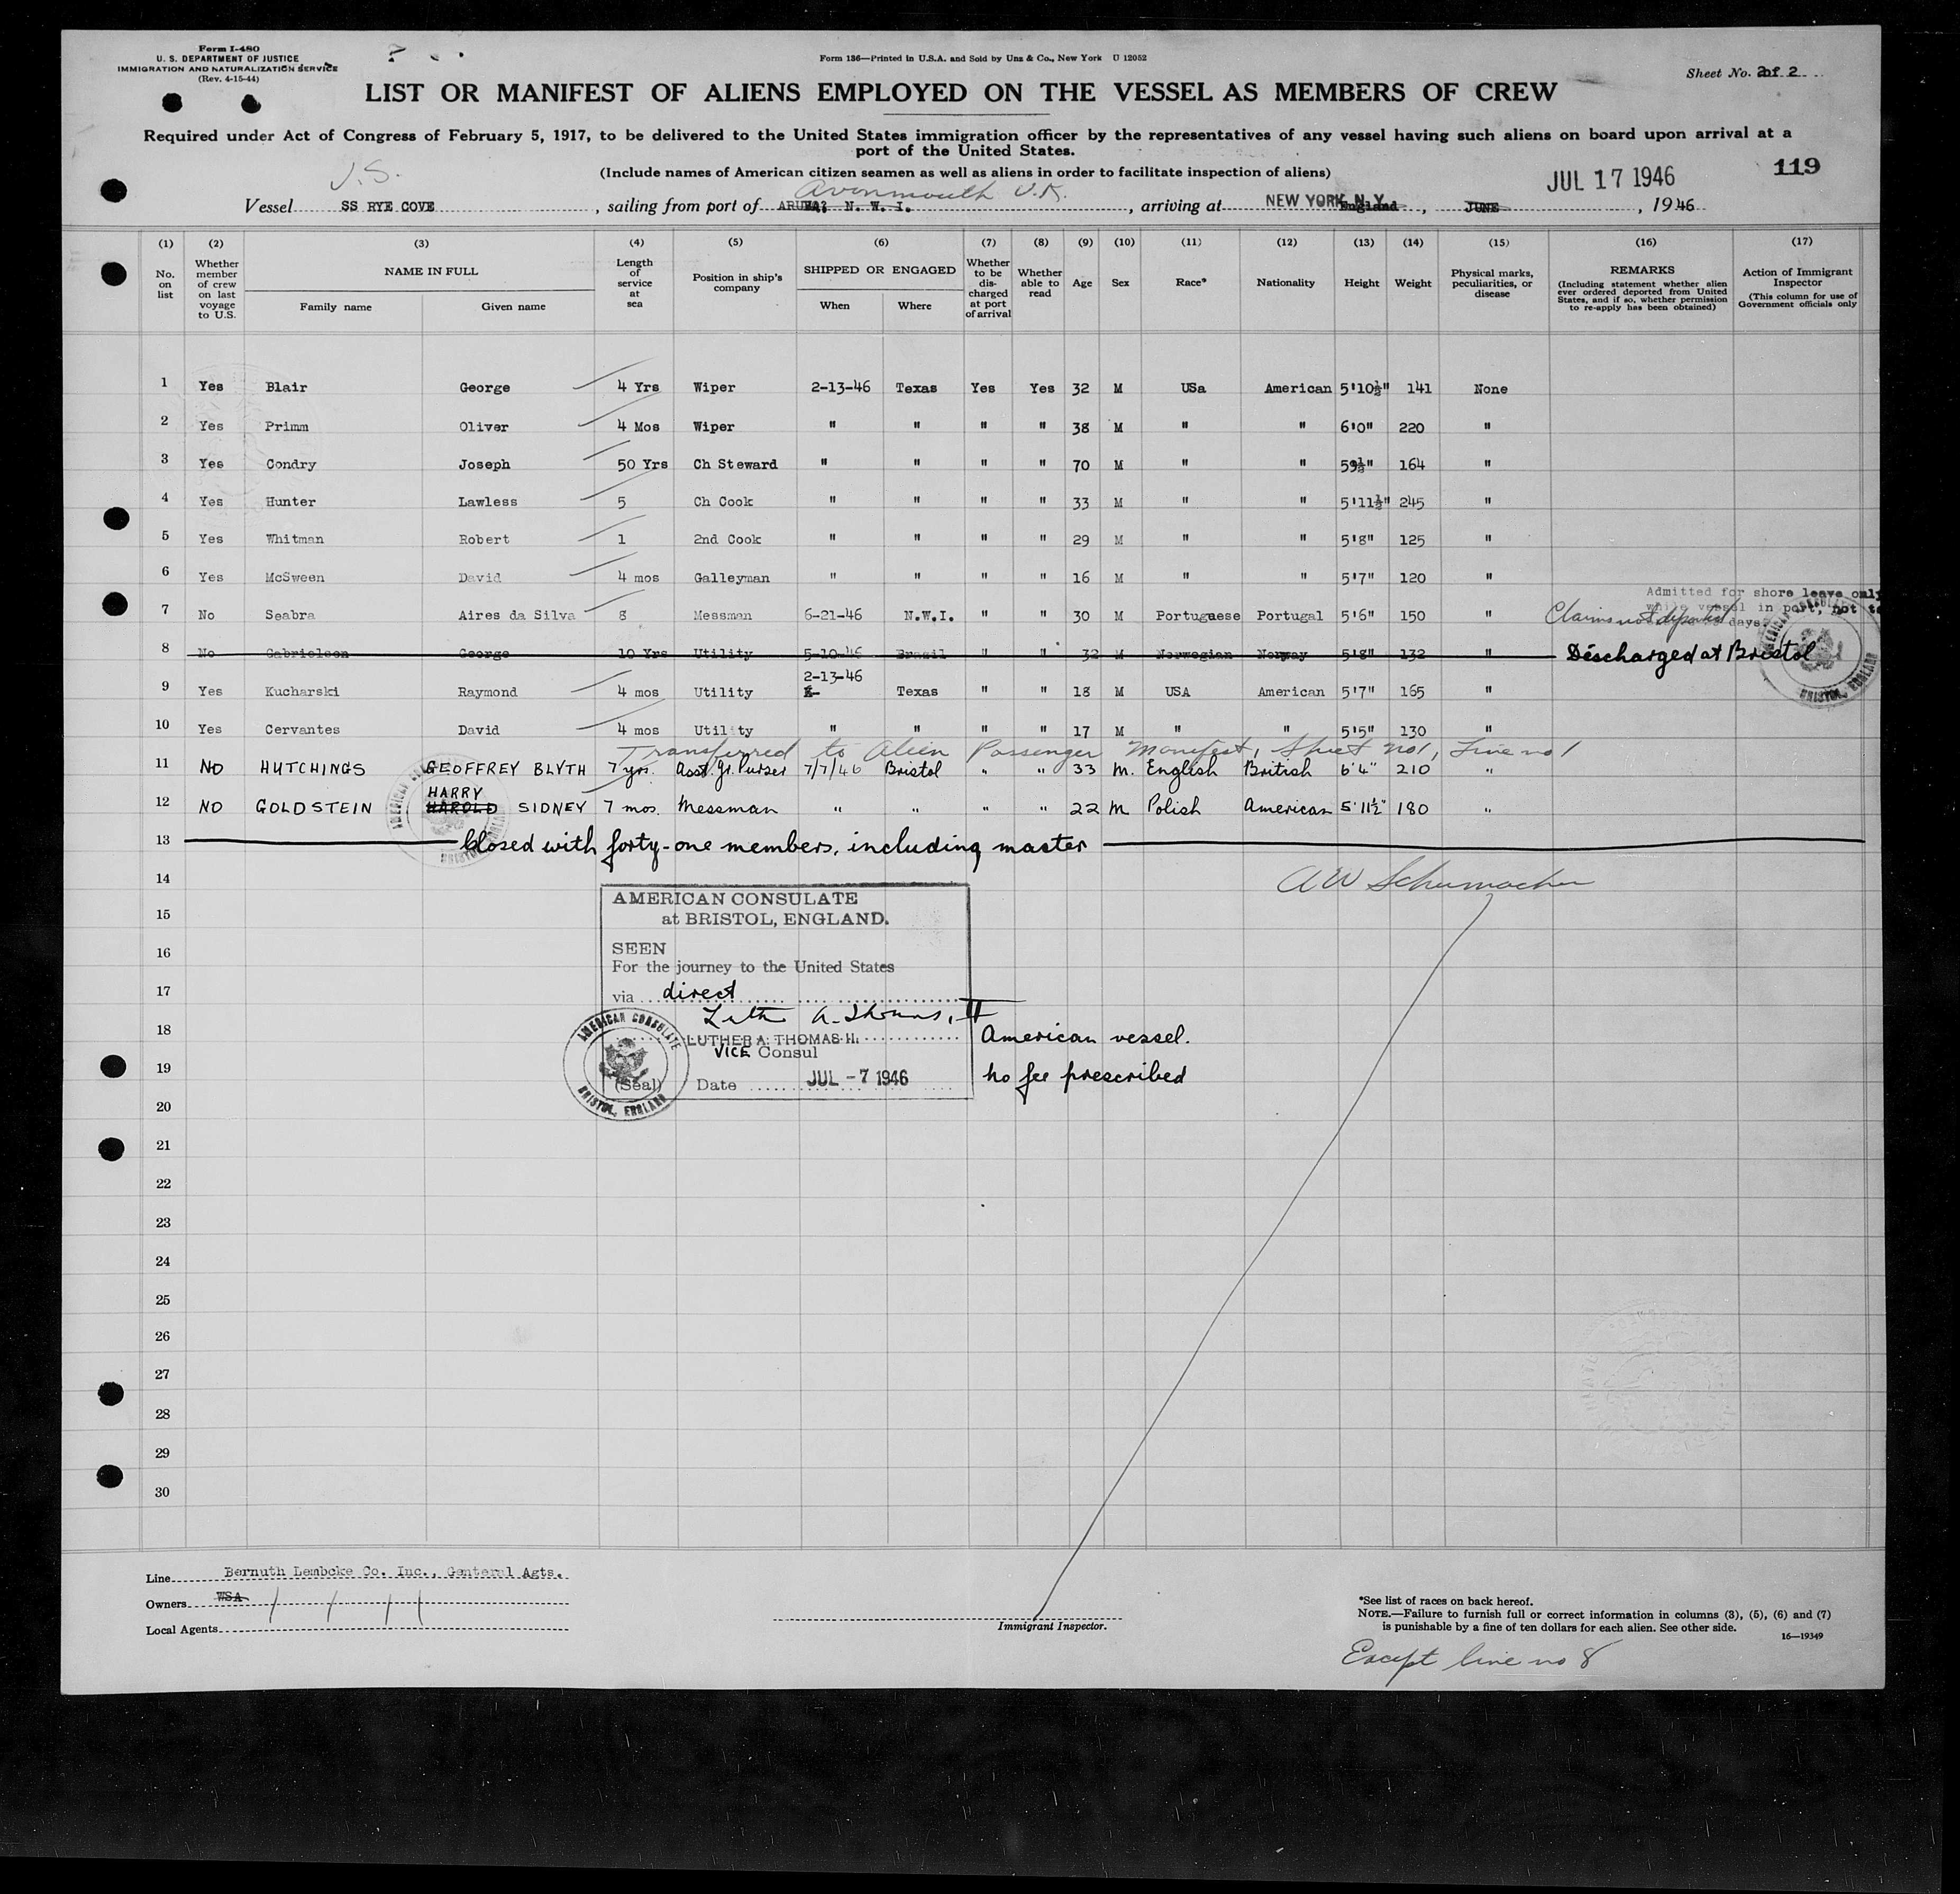 Form I-480
U. S. DEPARTMENT OF JUSTICE
IMMIGRATION AND NATURALIZATION SERVICE
(Rev. 4-15-44)
Form 136—Printed in U.S.A. and Sold by Unz & Co., New York U 12052
Sheet No. 2 of 2
LIST OR MANIFEST OF ALIENS EMPLOYED ON THE VESSEL AS MEMBERS OF CREW
Required under Act of Congress of February 5, 1917, to be delivered to the United States immigration officer by the representatives of any vessel having such aliens on board upon arrival at a
port of the United States.
(Include names of American citizen seamen as well as aliens in order to facilitate inspection of aliens)
JUL 17 1946
119
Avonmouth U.K.
Vessel SS RYE COVE , sailing from port of ARUBA N. W. I. , arriving at NEW YORK N.Y. England , JUNE , 1946
(1) (2) (3) (4) (5) (6) (7) (8) (9) (10) (11) (12) (13) (14) (15) (16) (17)
No. on list
Whether member of crew on last voyage to U.S.
NAME IN FULL
Family name Given name
Length of service at sea
Position in ship's company
SHIPPED OR ENGAGED
When Where
Whether to be discharged at port of arrival
Whether able to read
Age
Sex
Race*
Nationality
Height
Weight
Physical marks, peculiarities, or disease
REMARKS
(Including statement whether alien ever ordered deported from United States, and if so, whether permission to re-apply has been obtained)
Action of Immigrant Inspector
(This column for use of Government officials only
1 Yes Blair George 4 Yrs Wiper 2-13-46 Texas Yes Yes 32 M USa American 5'10½" 141 None
2 Yes Primm Oliver 4 Mos Wiper " " " " 38 M " " 6'0" 220 "
3 Yes Condry Joseph 50 Yrs Ch Steward " " " " 70 M " " 59½" 164 "
4 Yes Hunter Lawless 5 Ch Cook " " " " 33 M " " 5'11½" 245 "
5 Yes Whitman Robert 1 2nd Cook " " " " 29 M " " 5'8" 125 "
6 Yes McSween David 4 mos Galleyman " " " " 16 M " " 5'7" 120 "
Admitted for shore leave only
while vessel in port, not to
7 No Seabra Aires da Silva 8 Messman 6-21-46 N.W.I. " " 30 M Portuguese Portugal 5'6" 150 " Claims not deported days
8 No Gabrielson George 10 Yrs Utility 5-10-46 Brazil " " 32 M Norwegian Norway 5'8" 132 " Discharged at Bristol
9 Yes Kucharski Raymond 4 mos Utility 2-13-46 Texas " " 18 M USA American 5'7" 165 "
10 Yes Cervantes David 4 mos Utility " " " " 17 M " " 5'5" 130 "
Transferred to Alien Passenger Manifest, Sheet no 1, Line no 1
11 NO HUTCHINGS GEOFFREY BLYTH 7 yrs. Asst. Jr. Purser 7/7/46 Bristol " " 33 M. English British 6'4" 210 "
12 NO GOLDSTEIN HARRY HAROLD SIDNEY 7 mos. Messman " " " " 22 M Polish American 5'11½" 180 "
13 Closed with forty-one members, including master
14 AW Schumacher
15
16
17
18
19
20
21
22
23
24
25
26
27
28
29
30
AMERICAN CONSULATE
at BRISTOL, ENGLAND.
SEEN
For the journey to the United States
via direct
Luther A. Thomas, II
LUTHER A. THOMAS II.
VICE Consul
(Seal) Date JUL - 7 1946
AMERICAN CONSULATE
BRISTOL, ENGLAND
American vessel.
No fee prescribed
Line Bernuth Lembcke Co. Inc., Genteral Agts.
Owners WSA
Local Agents
Immigrant Inspector.
*See list of races on back hereof.
NOTE.—Failure to furnish full or correct information in columns (3), (5), (6) and (7)
is punishable by a fine of ten dollars for each alien. See other side.
16—19349
Except line no 8